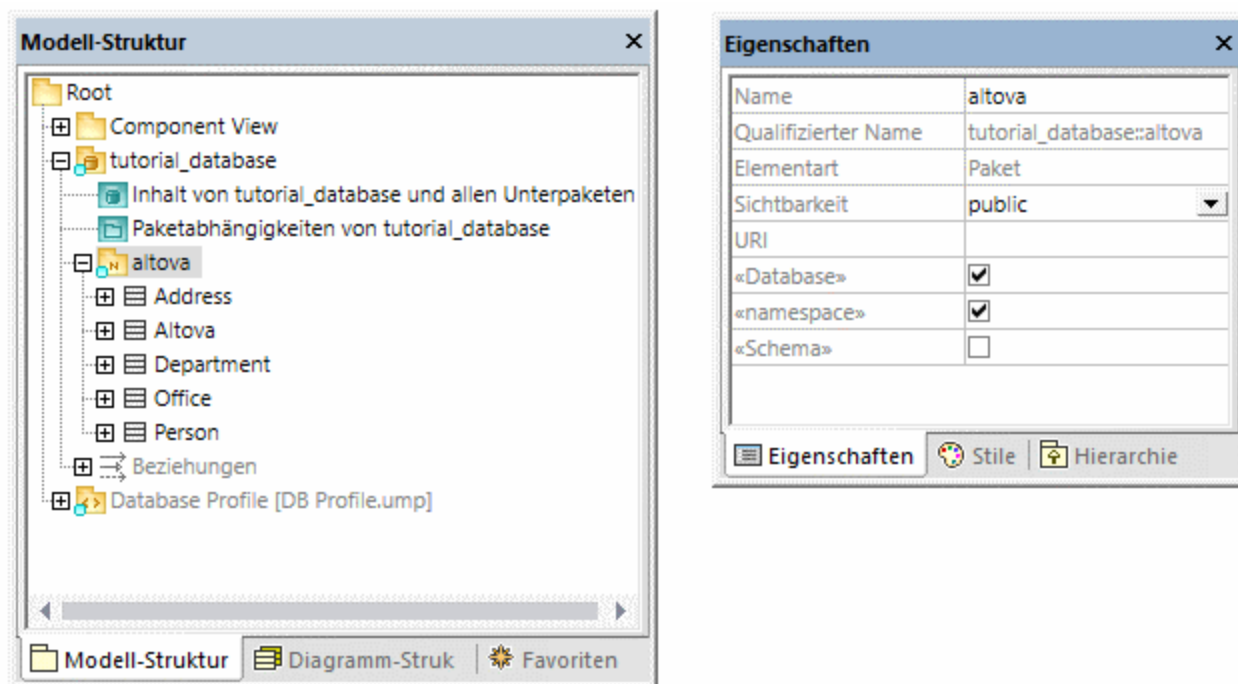 Modell-Struktur
Root
Component View
tutorial_database
Inhalt von tutorial_database und allen Unterpaketen
Paketabhängigkeiten von tutorial_database
altova
Address
Altova
Department
Office
Person
Beziehungen
Database Profile [DB Profile.ump]
Modell-Struktur Diagramm-Struk Favoriten
Eigenschaften
Name altova
Qualifizierter Name tutorial_database::altova
Elementart Paket
Sichtbarkeit public
URI
«Database»
«namespace»
«Schema»
Eigenschaften Stile Hierarchie